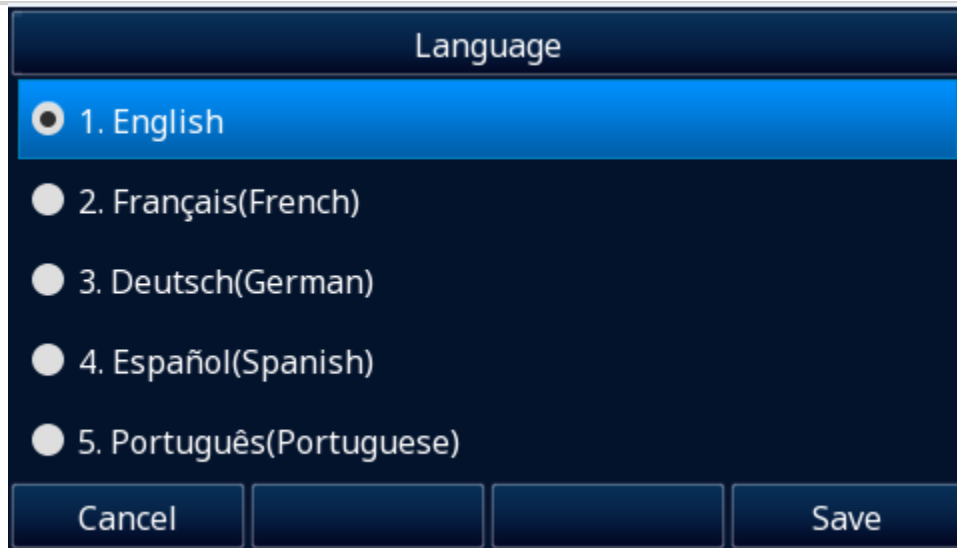 Language
1. English
2. Français(French)
3. Deutsch(German)
4. Español(Spanish)
5. Português(Portuguese)
Cancel
Save